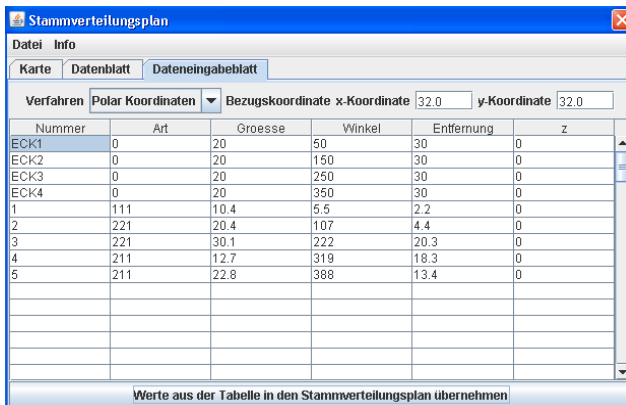 Stammverteilungsplan
Datei Info
Karte Datenblatt Dateneingabeblatt
Verfahren Polar Koordinaten Bezugskoordinate x-Koordinate 32.0 y-Koordinate 32.0
Nummer Art Groesse Winkel Entfernung z
ECK1 0 20 50 30 0
ECK2 0 20 150 30 0
ECK3 0 20 250 30 0
ECK4 0 20 350 30 0
1 111 10.4 5.5 2.2 0
2 221 20.4 107 4.4 0
3 221 30.1 222 20.3 0
4 211 12.7 319 18.3 0
5 211 22.8 388 13.4 0
Werte aus der Tabelle in den Stammverteilungsplan übernehmen